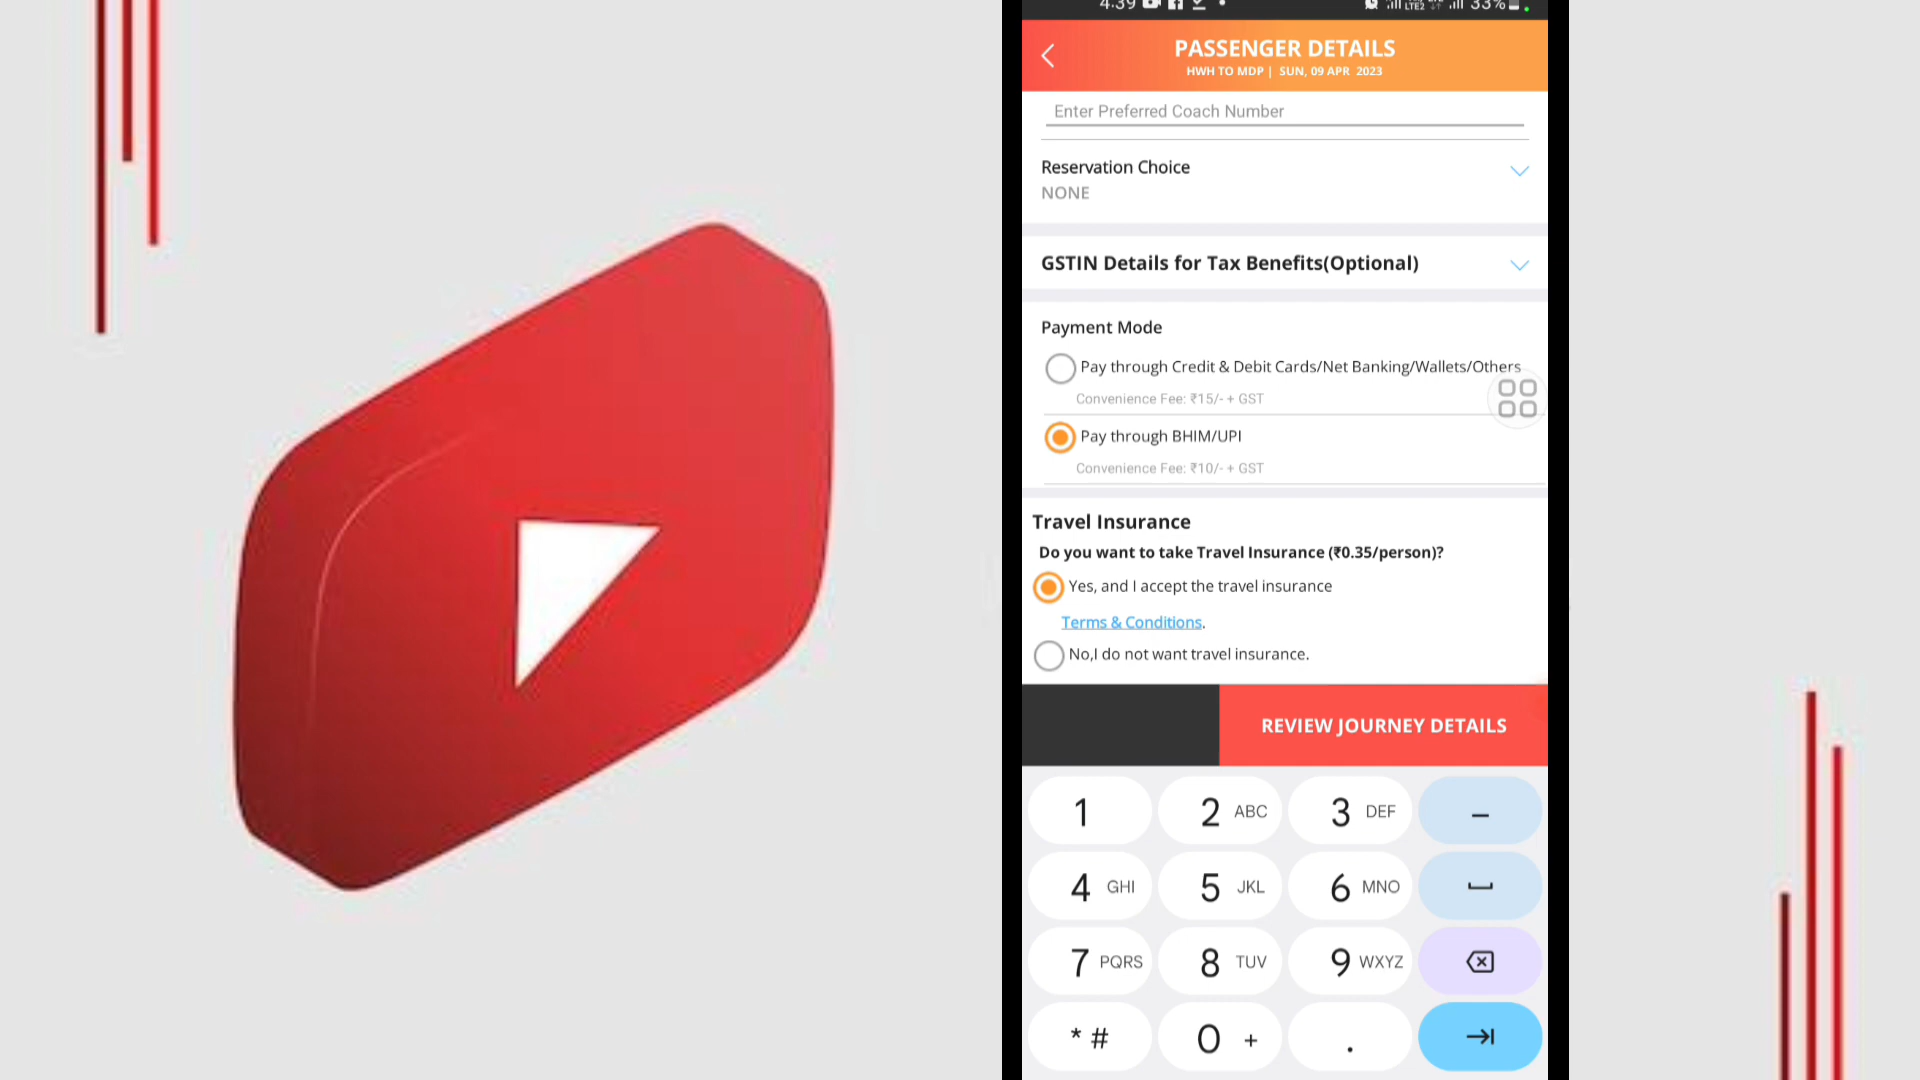 4:39
LTE2 33%
PASSENGER DETAILS
HWH TO MDP | SUN, 09 APR 2023
Enter Preferred Coach Number
Reservation Choice
NONE
GSTIN Details for Tax Benefits(Optional)
Payment Mode
Pay through Credit & Debit Cards/Net Banking/Wallets/Others
Convenience Fee: ₹15/- + GST
Pay through BHIM/UPI
Convenience Fee: ₹10/- + GST
Travel Insurance
Do you want to take Travel Insurance (₹0.35/person)?
Yes, and I accept the travel insurance
Terms & Conditions.
No,I do not want travel insurance.
REVIEW JOURNEY DETAILS
1 2 ABC 3 DEF -
4 GHI 5 JKL 6 MNO
7 PQRS 8 TUV 9 WXYZ
* # 0 + .